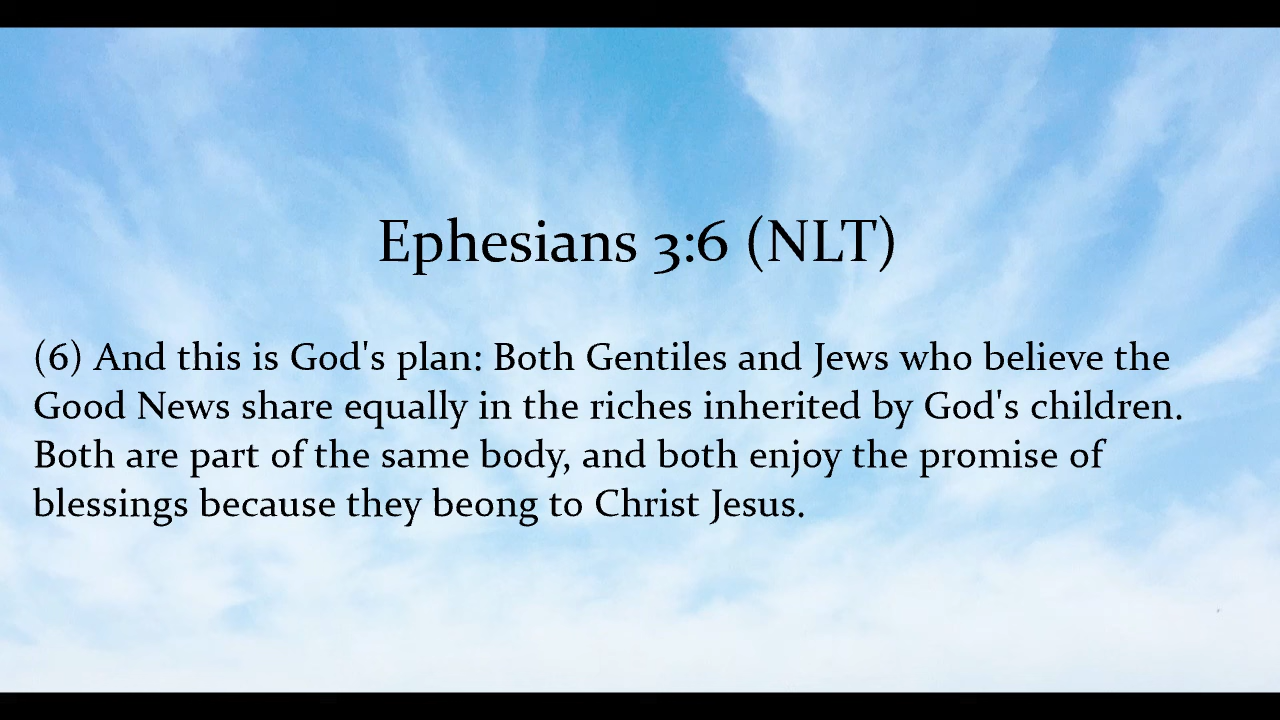 Ephesians 3:6 (NLT)
(6) And this is God's plan: Both Gentiles and Jews who believe the
Good News share equally in the riches inherited by God's children.
Both are part of the same body, and both enjoy the promise of
blessings because they beong to Christ Jesus.